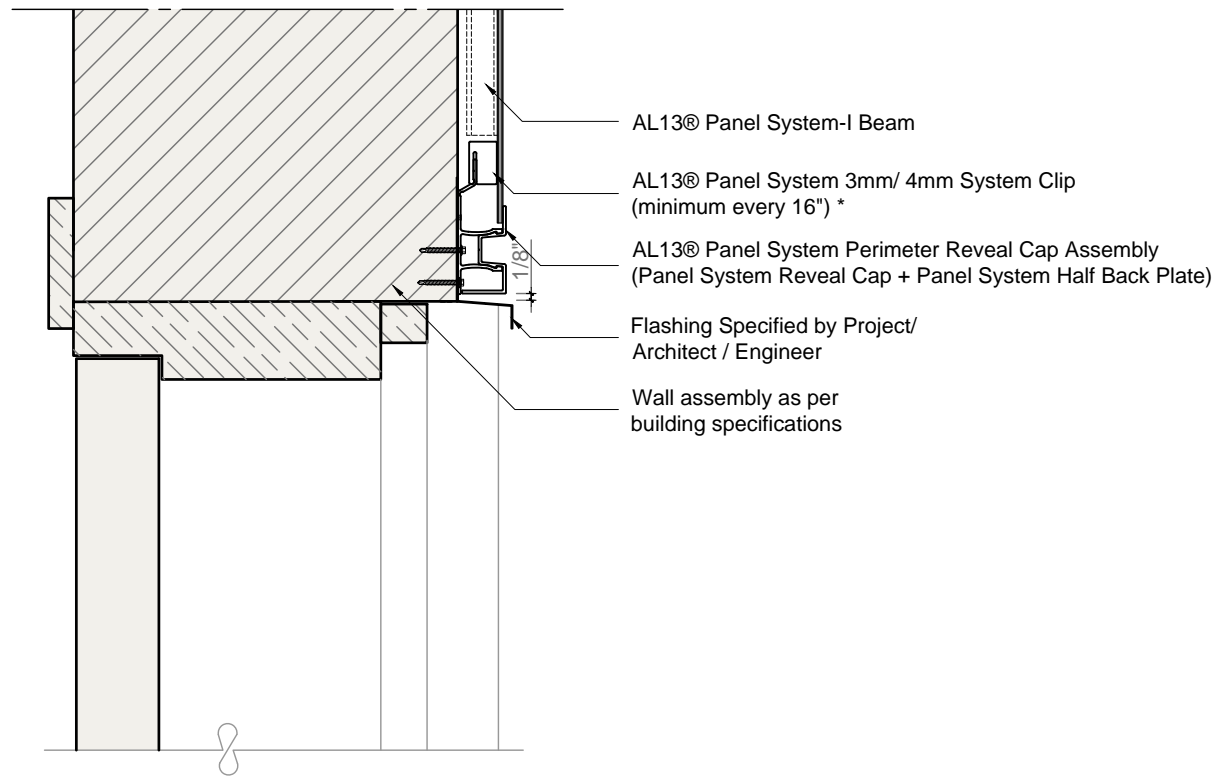 AL13® Panel System-I Beam
AL13® Panel System 3mm/ 4mm System Clip
(minimum every 16") *
AL13® Panel System Perimeter Reveal Cap Assembly
(Panel System Reveal Cap + Panel System Half Back Plate)
1/8"
Flashing Specified by Project/
Architect / Engineer
Wall assembly as per
building specifications